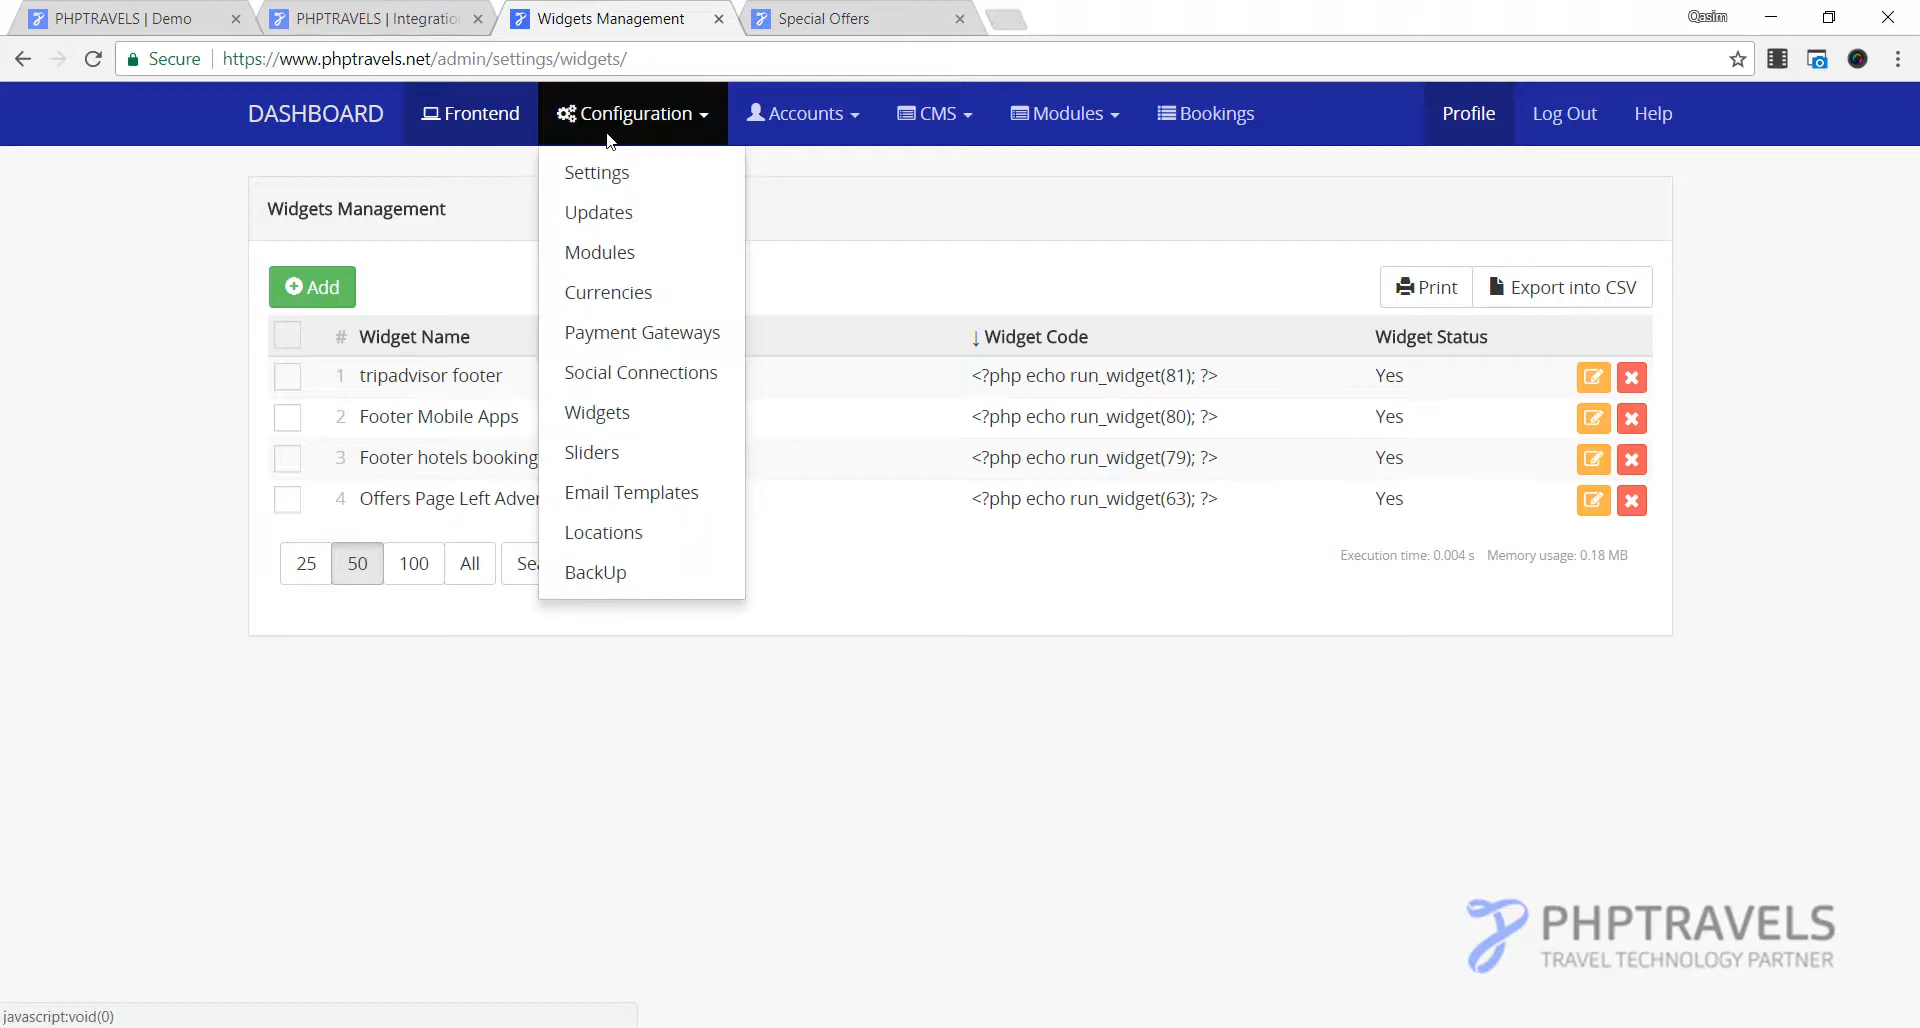 PHPTRAVELS | Demo
PHPTRAVELS | Integratio
Widgets Management
Special Offers
Qasim
Secure
https://www.phptravels.net/admin/settings/widgets/
DASHBOARD
Frontend
Configuration
Accounts
CMS
Modules
Bookings
Profile
Log Out
Help
Settings
Updates
Modules
Currencies
Payment Gateways
Social Connections
Widgets
Sliders
Email Templates
Locations
BackUp
Widgets Management
Add
Print
Export into CSV
# Widget Name ↓ Widget Code Widget Status
1 tripadvisor footer <?php echo run_widget(81); ?> Yes
2 Footer Mobile Apps <?php echo run_widget(80); ?> Yes
3 Footer hotels booking <?php echo run_widget(79); ?> Yes
4 Offers Page Left Adver <?php echo run_widget(63); ?> Yes
25 50 100 All
Execution time: 0.004 s Memory usage: 0.18 MB
PHPTRAVELS
TRAVEL TECHNOLOGY PARTNER
javascript:void(0)